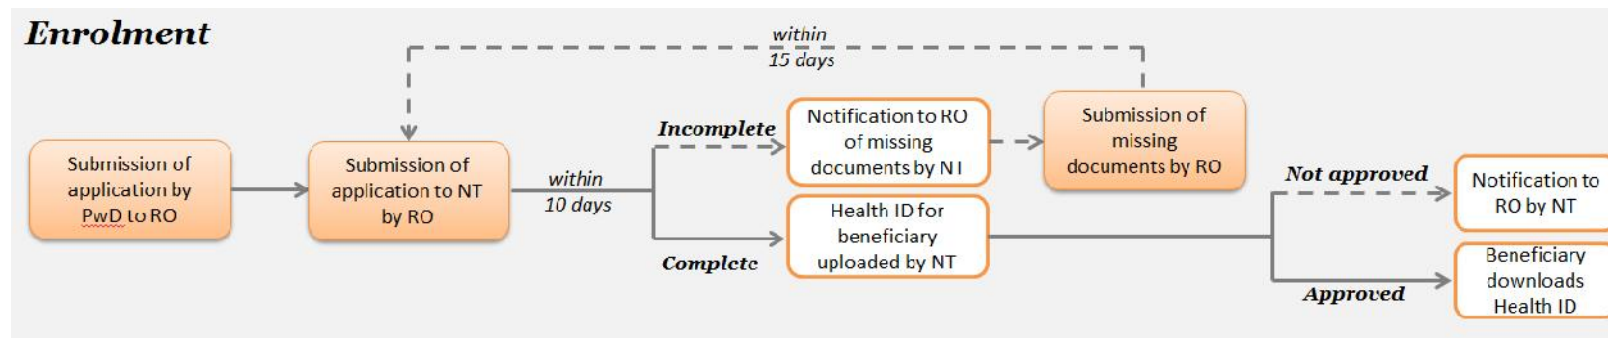 Enrolment
within
15 days
Submission of
application by
PwD to RO
Submission of
application to NT
by RO
within
10 days
Incomplete
Notification to RO
of missing
documents by NT
Submission of
missing
documents by RO
Complete
Health ID for
beneficiary
uploaded by NT
Not approved
Notification to
RO by NT
Approved
Beneficiary
downloads
Health ID